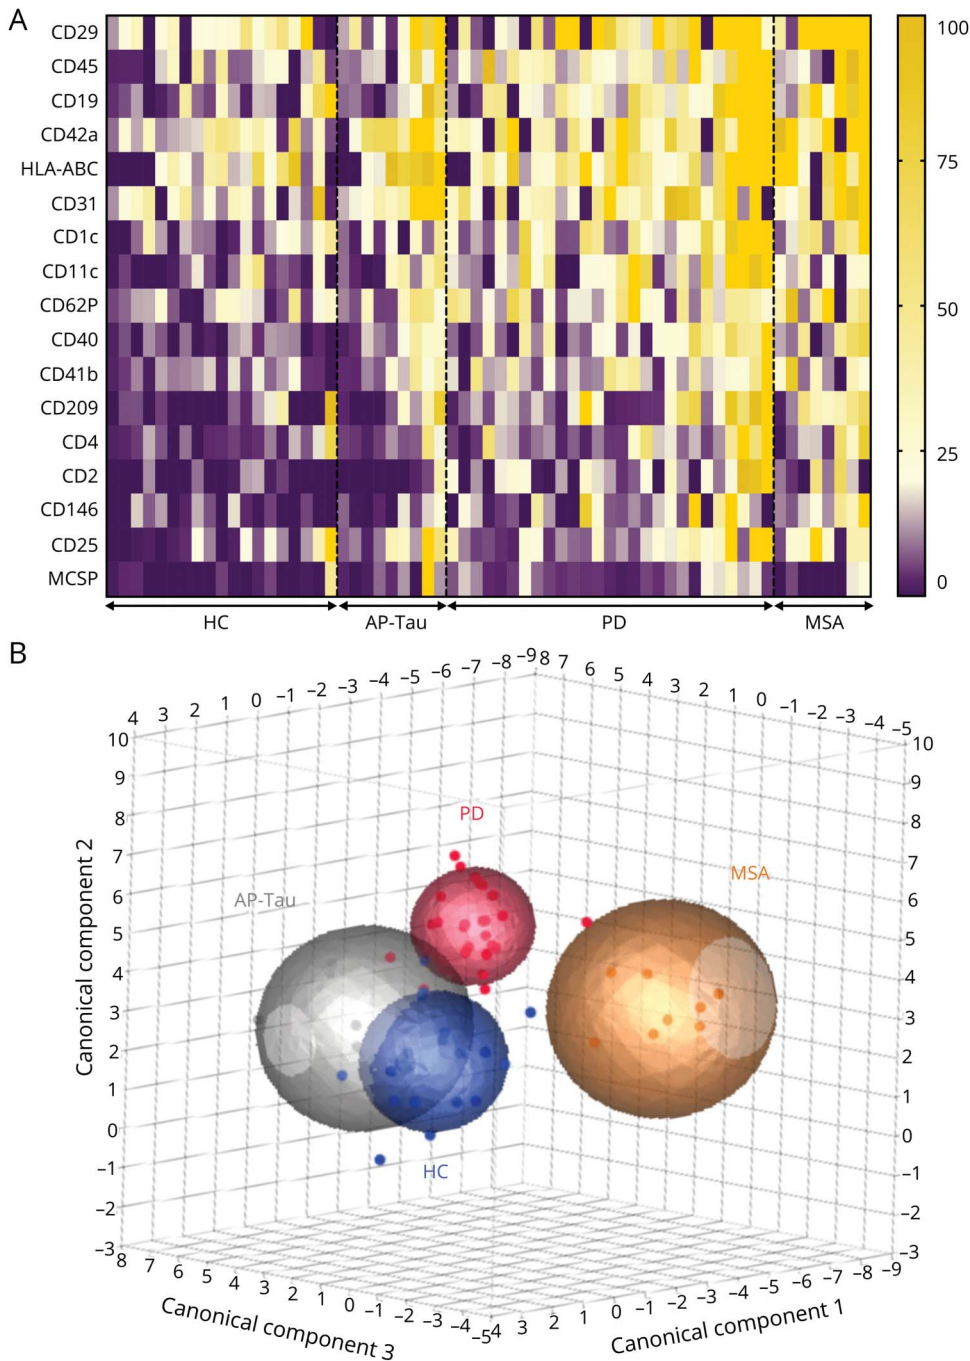 A
CD29
CD45
CD19
CD42a
HLA-ABC
CD31
CD1c
CD11c
CD62P
CD40
CD41b
CD209
CD4
CD2
CD146
CD25
MCSP
100
75
50
25
0
HC AP-Tau PD MSA
B
4 3 2 1 0 –1 –2 –3 –4 –5 –6 –7 –8 –9
8 7 6 5 4 3 2 1 0 –1 –2 –3 –4 –5
10
9
8
7
6
5
4
3
2
1
0
–1
–2
–3
Canonical component 2
10
9
8
7
6
5
4
3
2
1
0
–1
–2
–3
PD
MSA
AP-Tau
HC
8 7 6 5 4 3 2 1 0 –1 –2 –3 –4 –5
4 3 2 1 0 –1 –2 –3 –4 –5 –6 –7 –8 –9
Canonical component 3
Canonical component 1